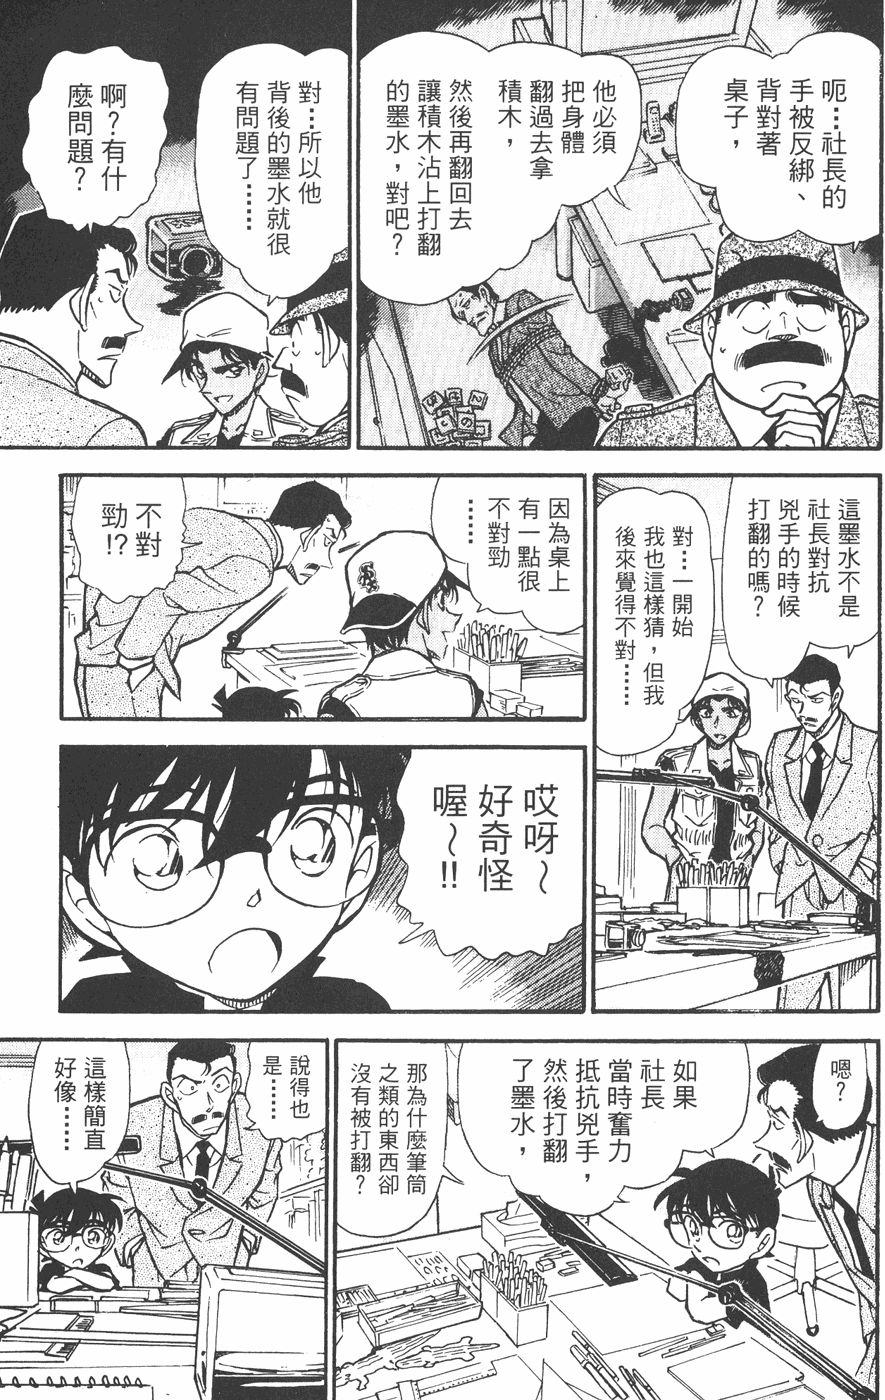 呃…社長的
手被反綁、
背對著
桌子，
他必須
把身體
翻過去拿
積木，
然後再翻回去
讓積木沾上打翻
的墨水，對吧？
對…所以他
背後的墨水就很
有問題了……
啊？有什
麼問題？
這墨水不是
社長對抗
兇手的時候
打翻的嗎？
對…一開始
我也這樣猜，但我
後來覺得不對……
因為桌上
有一點很
不對勁
……
不對
勁!?
哎呀～
好奇怪
喔～!!
嗯？
如果
社長
當時奮力
抵抗兇手，
然後打翻
了墨水，
那為什麼筆筒
之類的東西卻
沒有被打翻？
說得也
是……
這樣簡直
好像……